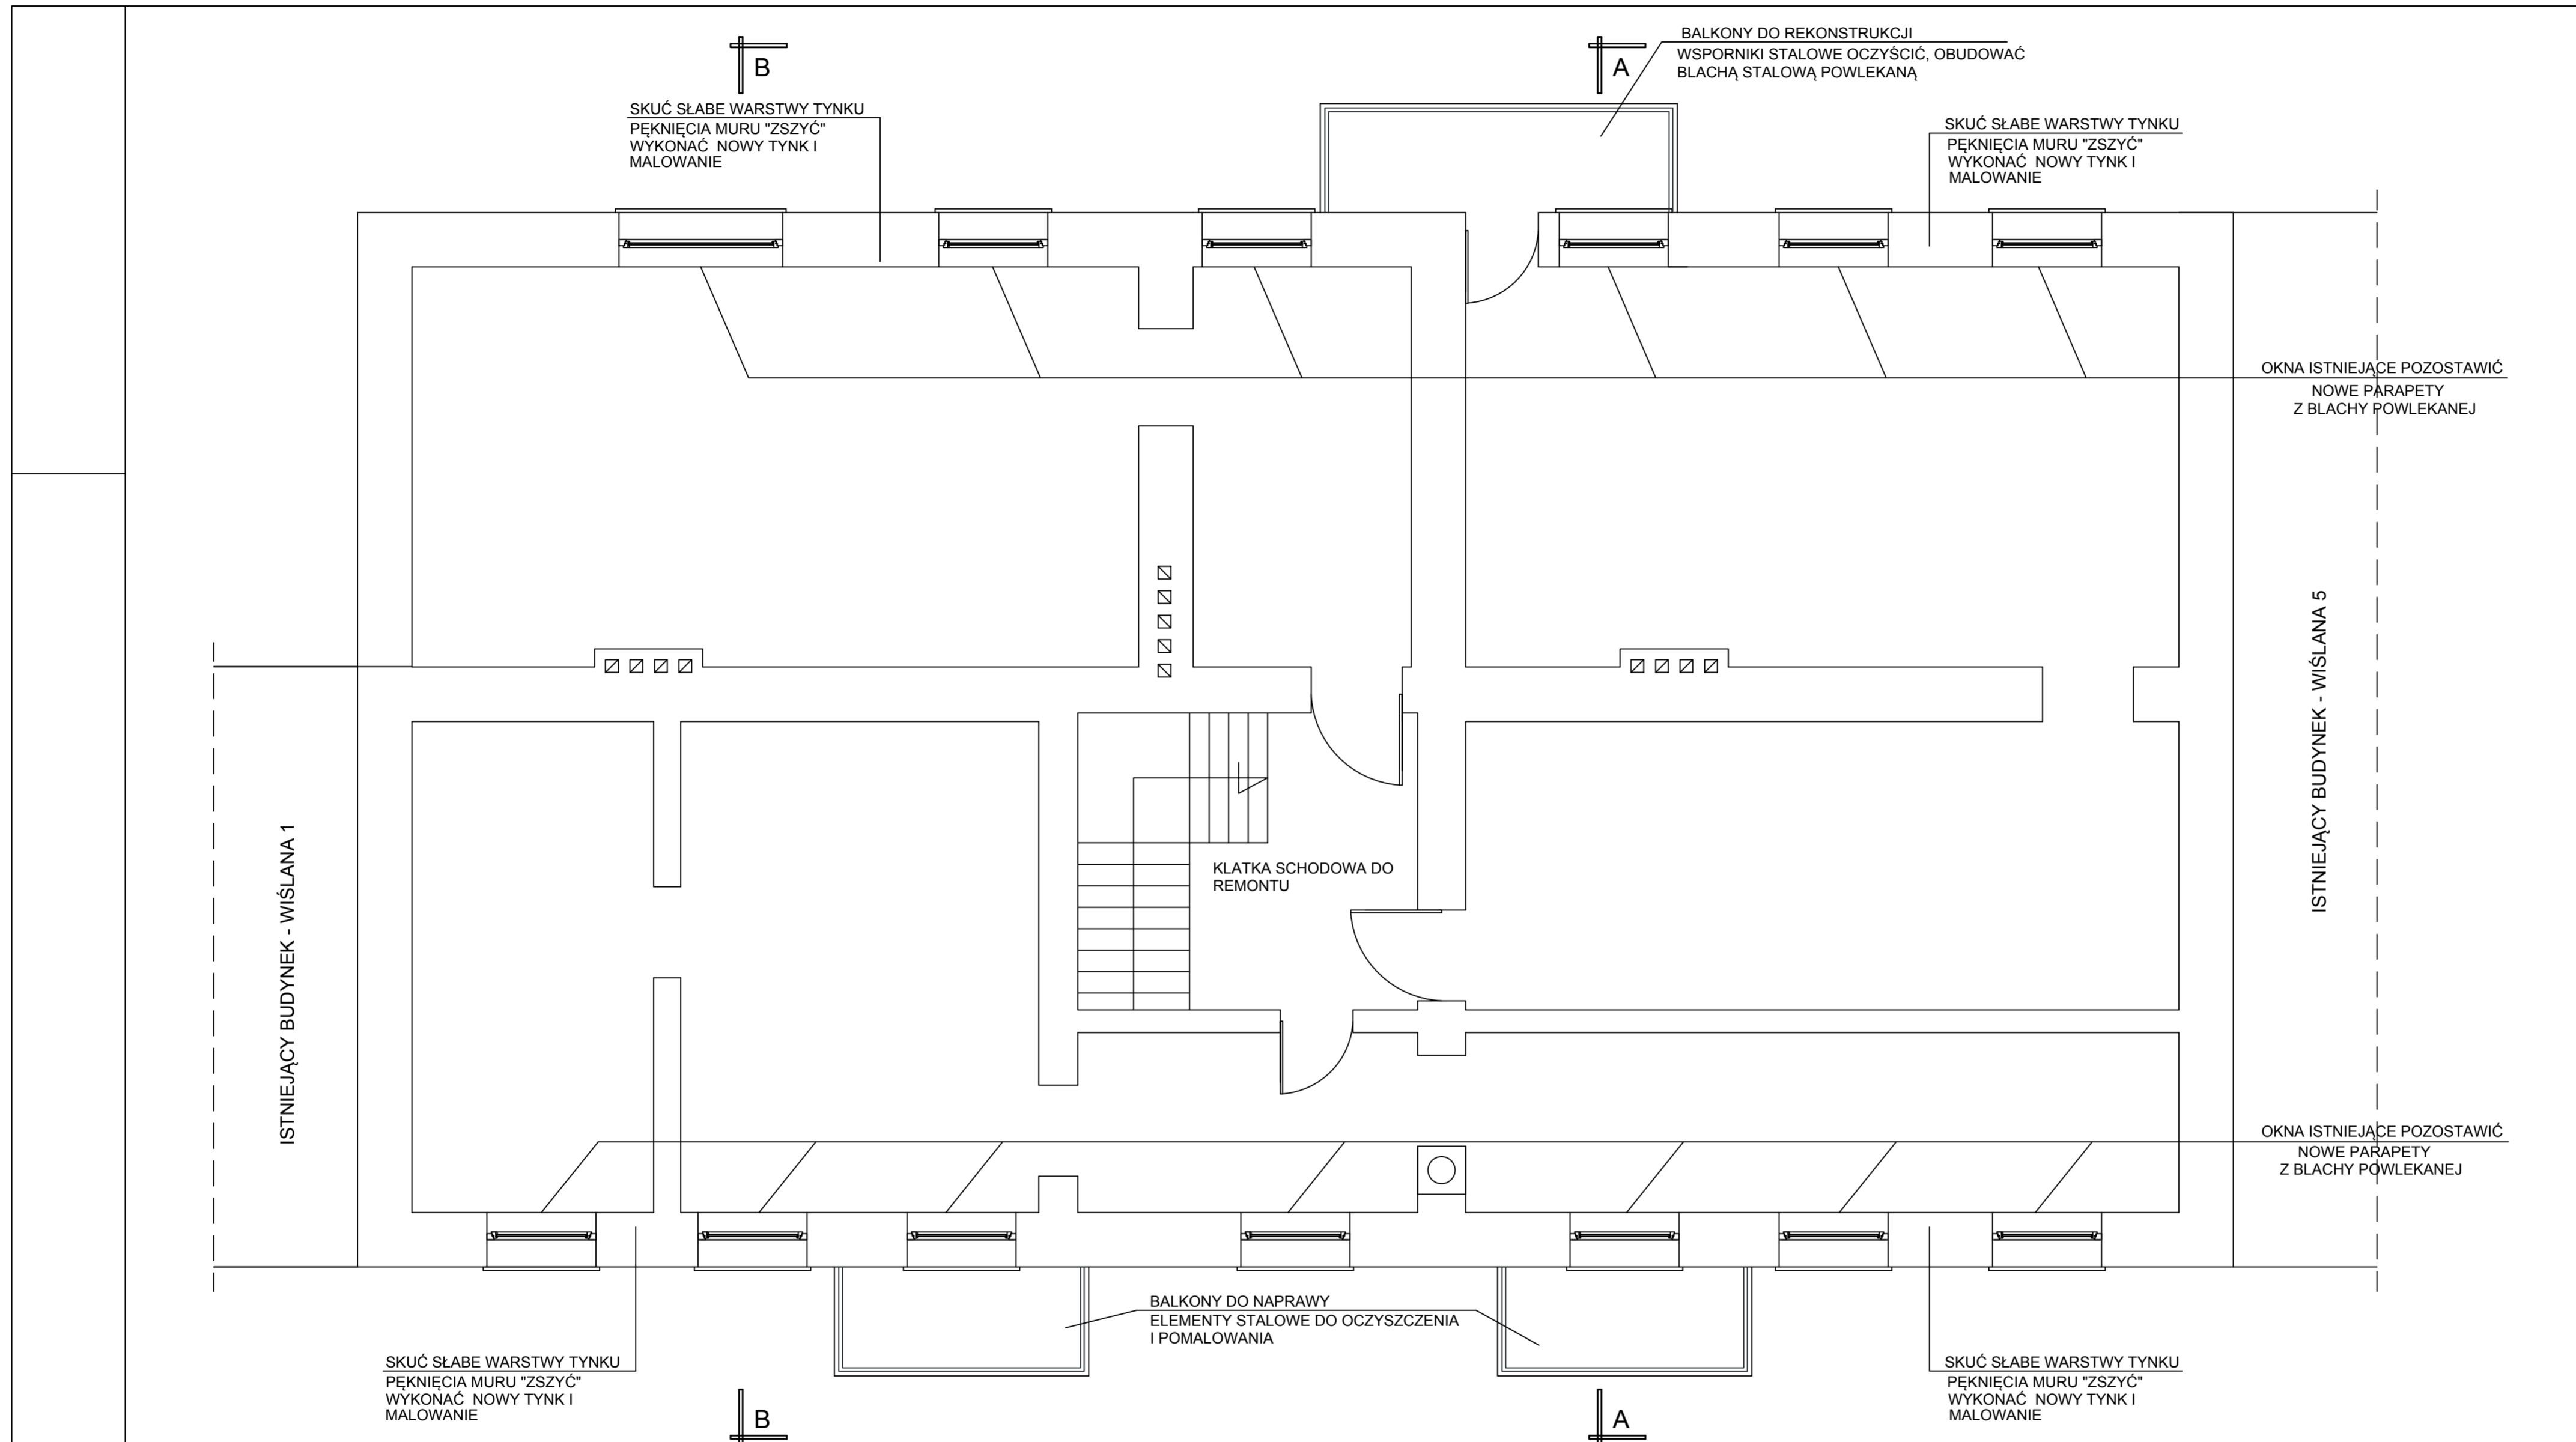 B
A
BALKONY DO REKONSTRUKCJI
WSPORNIKI STALOWE OCZYŚCIĆ, OBUDOWAĆ
BLACHĄ STALOWĄ POWLEKANĄ
SKUĆ SŁABE WARSTWY TYNKU
PĘKNIĘCIA MURU "ZSZYĆ"
WYKONAĆ NOWY TYNK I
MALOWANIE
SKUĆ SŁABE WARSTWY TYNKU
PĘKNIĘCIA MURU "ZSZYĆ"
WYKONAĆ NOWY TYNK I
MALOWANIE
OKNA ISTNIEJĄCE POZOSTAWIĆ
NOWE PARAPETY
Z BLACHY POWLEKANEJ
ISTNIEJĄCY BUDYNEK - WIŚLANA 1
KLATKA SCHODOWA DO
REMONTU
ISTNIEJĄCY BUDYNEK - WIŚLANA 5
OKNA ISTNIEJĄCE POZOSTAWIĆ
NOWE PARAPETY
Z BLACHY POWLEKANEJ
BALKONY DO NAPRAWY
ELEMENTY STALOWE DO OCZYSZCZENIA
I POMALOWANIA
SKUĆ SŁABE WARSTWY TYNKU
PĘKNIĘCIA MURU "ZSZYĆ"
WYKONAĆ NOWY TYNK I
MALOWANIE
SKUĆ SŁABE WARSTWY TYNKU
PĘKNIĘCIA MURU "ZSZYĆ"
WYKONAĆ NOWY TYNK I
MALOWANIE
B
A